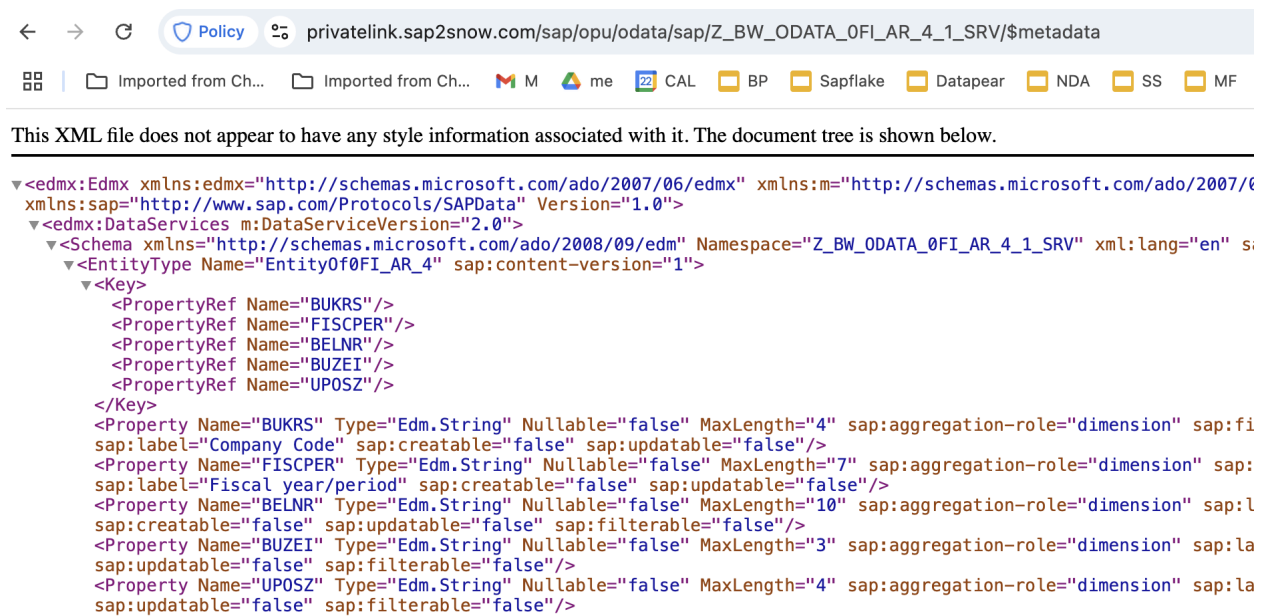 Policy privatelink.sap2snow.com/sap/opu/odata/sap/Z_BW_ODATA_0FI_AR_4_1_SRV/$metadata
Imported from Ch... Imported from Ch... M me 22 CAL BP Sapflake Datapear NDA SS MF
This XML file does not appear to have any style information associated with it. The document tree is shown below.
▼<edmx:Edmx xmlns:edmx="http://schemas.microsoft.com/ado/2007/06/edmx" xmlns:m="http://schemas.microsoft.com/ado/2007/0
xmlns:sap="http://www.sap.com/Protocols/SAPData" Version="1.0">
▼<edmx:DataServices m:DataServiceVersion="2.0">
▼<Schema xmlns="http://schemas.microsoft.com/ado/2008/09/edm" Namespace="Z_BW_ODATA_0FI_AR_4_1_SRV" xml:lang="en" sa
▼<EntityType Name="EntityOf0FI_AR_4" sap:content-version="1">
▼<Key>
<PropertyRef Name="BUKRS"/>
<PropertyRef Name="FISCPER"/>
<PropertyRef Name="BELNR"/>
<PropertyRef Name="BUZEI"/>
<PropertyRef Name="UPOSZ"/>
</Key>
<Property Name="BUKRS" Type="Edm.String" Nullable="false" MaxLength="4" sap:aggregation-role="dimension" sap:fi
sap:label="Company Code" sap:creatable="false" sap:updatable="false"/>
<Property Name="FISCPER" Type="Edm.String" Nullable="false" MaxLength="7" sap:aggregation-role="dimension" sap:
sap:label="Fiscal year/period" sap:creatable="false" sap:updatable="false"/>
<Property Name="BELNR" Type="Edm.String" Nullable="false" MaxLength="10" sap:aggregation-role="dimension" sap:l
sap:creatable="false" sap:updatable="false" sap:filterable="false"/>
<Property Name="BUZEI" Type="Edm.String" Nullable="false" MaxLength="3" sap:aggregation-role="dimension" sap:la
sap:updatable="false" sap:filterable="false"/>
<Property Name="UPOSZ" Type="Edm.String" Nullable="false" MaxLength="4" sap:aggregation-role="dimension" sap:la
sap:updatable="false" sap:filterable="false"/>